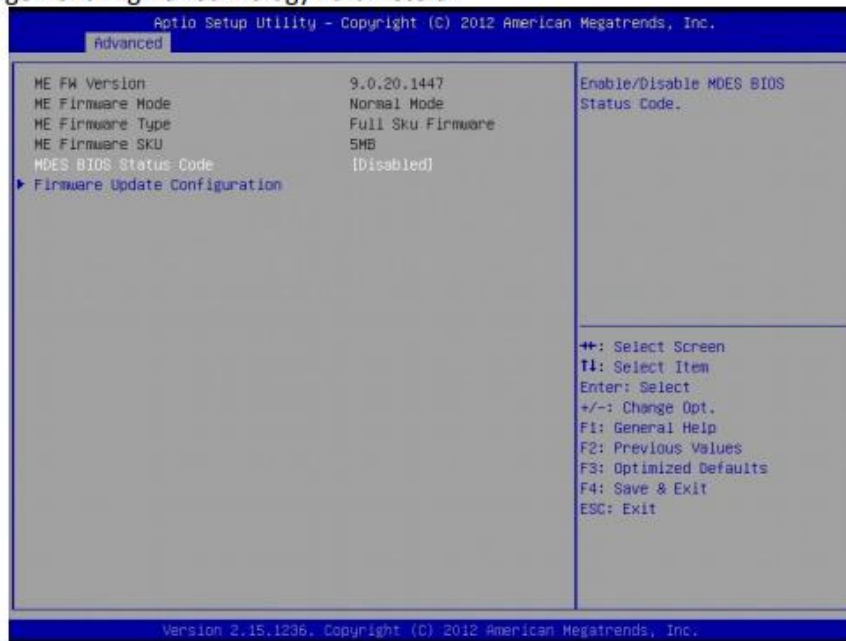 Aptio Setup Utility – Copyright (C) 2012 American Megatrends, Inc.
Advanced
ME FW Version 9.0.20.1447
ME Firmware Mode Normal Mode
ME Firmware Type Full Sku Firmware
ME Firmware SKU 5MB
MDES BIOS Status Code [Disabled]
Firmware Update Configuration
Enable/Disable MDES BIOS
Status Code.
→←: Select Screen
↑↓: Select Item
Enter: Select
+/-: Change Opt.
F1: General Help
F2: Previous Values
F3: Optimized Defaults
F4: Save & Exit
ESC: Exit
Version 2.15.1236. Copyright (C) 2012 American Megatrends, Inc.